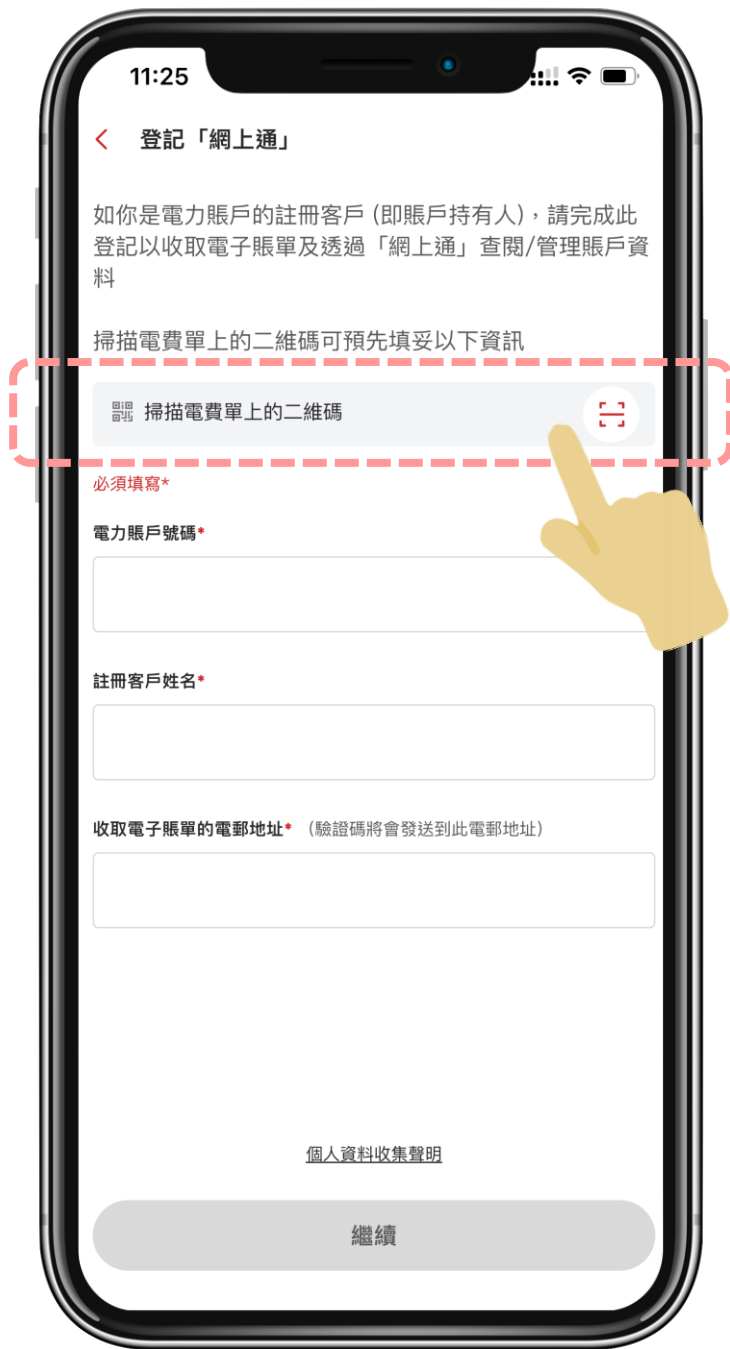 11:25
登記「網上通」
如你是電力賬戶的註冊客戶 (即賬戶持有人)，請完成此
登記以收取電子賬單及透過「網上通」查閱/管理賬戶資
料
掃描電費單上的二維碼可預先填妥以下資訊
掃描電費單上的二維碼
必須填寫*
電力賬戶號碼*
註冊客戶姓名*
收取電子賬單的電郵地址* （驗證碼將會發送到此電郵地址）
個人資料收集聲明
繼續